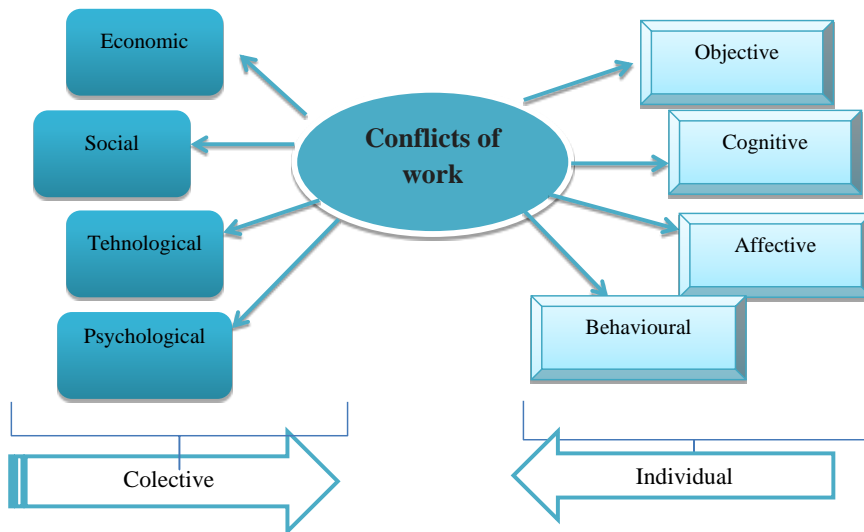 Economic
Social
Tehnological
Psychological
Conflicts of
work
Objective
Cognitive
Affective
Behavioural
Colective
Individual